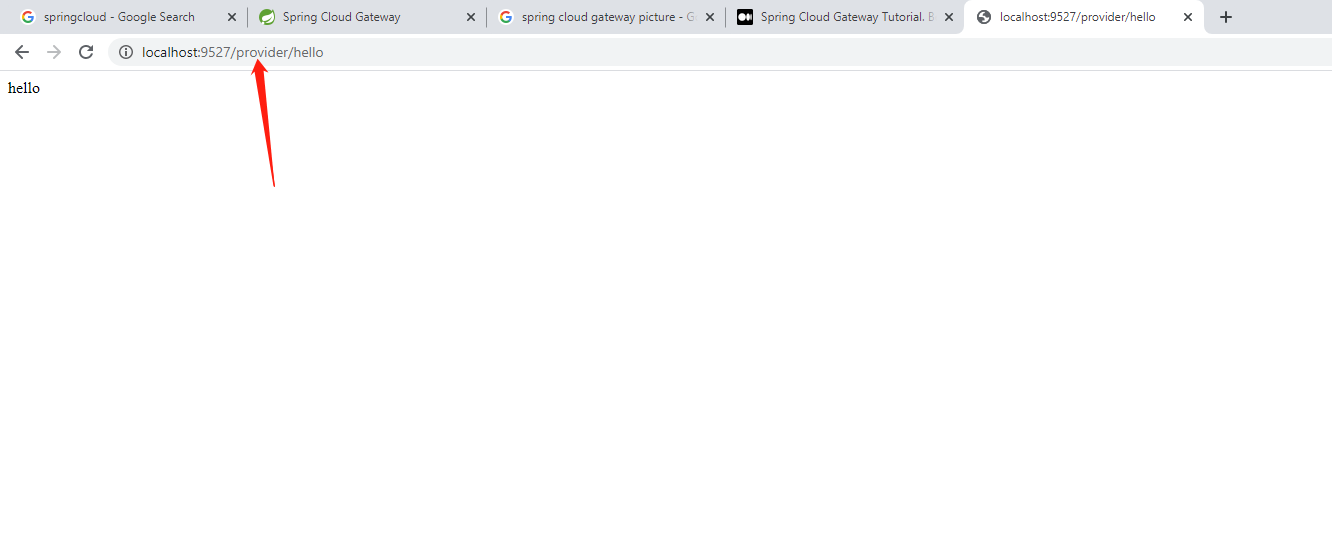 springcloud - Google Search
Spring Cloud Gateway
spring cloud gateway picture - G
Spring Cloud Gateway Tutorial. B
localhost:9527/provider/hello
localhost:9527/provider/hello
hello